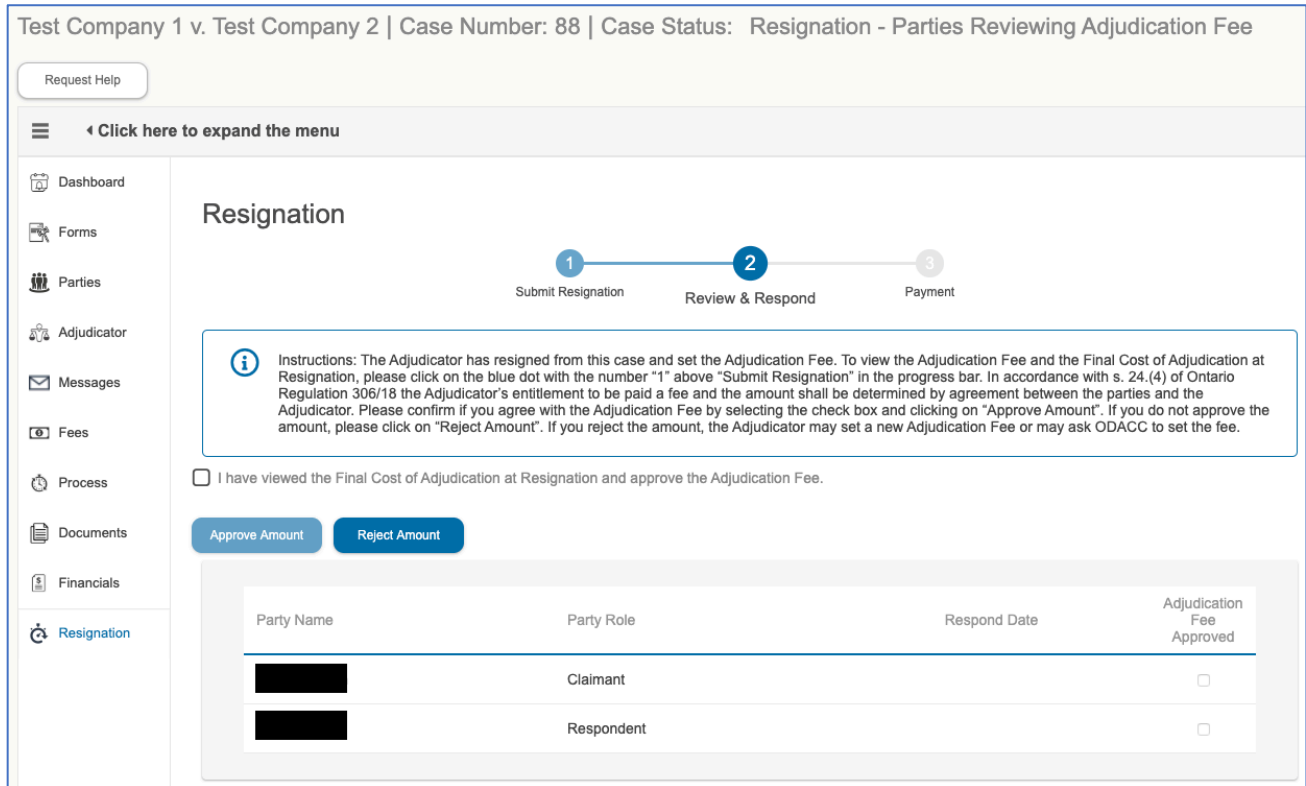 Test Company 1 v. Test Company 2 | Case Number: 88 | Case Status: Resignation - Parties Reviewing Adjudication Fee
Request Help
Click here to expand the menu
Dashboard
Forms
Parties
Adjudicator
Messages
Fees
Process
Documents
Financials
Resignation
Resignation
1
2
3
Submit Resignation
Review & Respond
Payment
Instructions: The Adjudicator has resigned from this case and set the Adjudication Fee. To view the Adjudication Fee and the Final Cost of Adjudication at
Resignation, please click on the blue dot with the number “1” above “Submit Resignation” in the progress bar. In accordance with s. 24.(4) of Ontario
Regulation 306/18 the Adjudicator’s entitlement to be paid a fee and the amount shall be determined by agreement between the parties and the
Adjudicator. Please confirm if you agree with the Adjudication Fee by selecting the check box and clicking on “Approve Amount”. If you do not approve the
amount, please click on “Reject Amount”. If you reject the amount, the Adjudicator may set a new Adjudication Fee or may ask ODACC to set the fee.
I have viewed the Final Cost of Adjudication at Resignation and approve the Adjudication Fee.
Approve Amount
Reject Amount
Party Name
Party Role
Respond Date
Adjudication
Fee
Approved
Claimant
Respondent